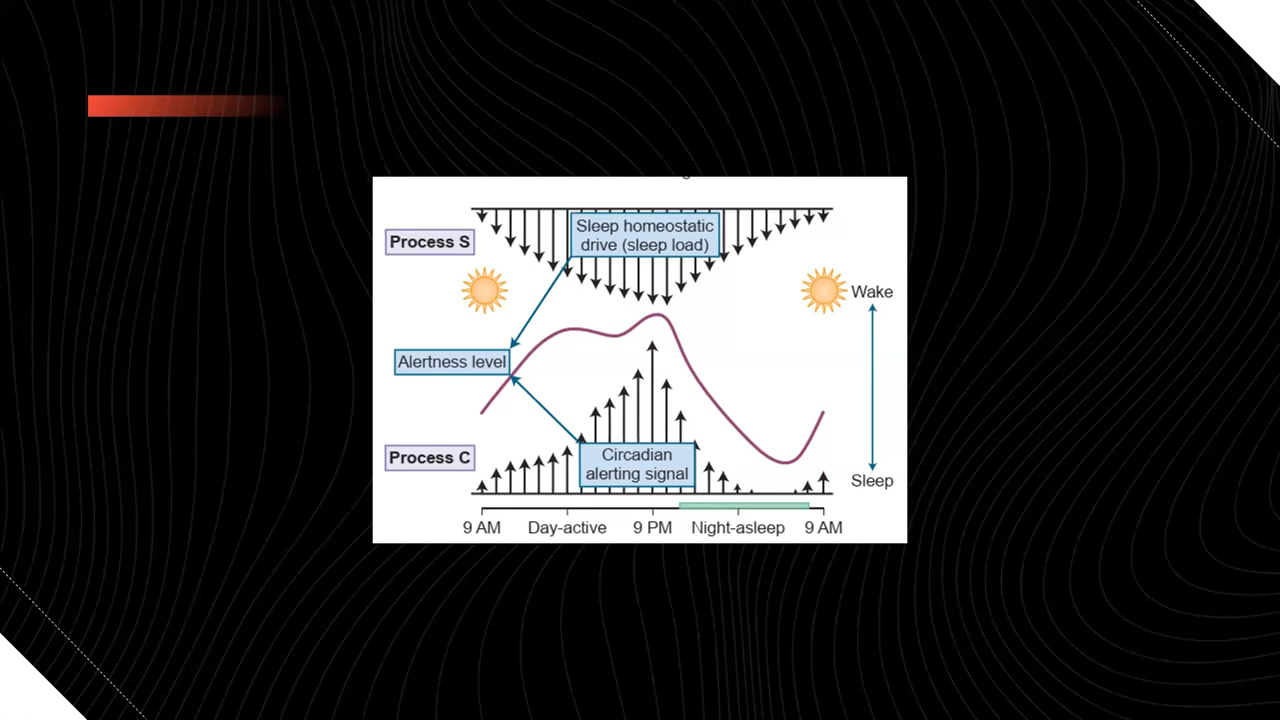 Sleep homeostatic
drive (sleep load)
Process S
Wake
Alertness level
Process C
Circadian
alerting signal
Sleep
9 AM Day-active 9 PM Night-asleep 9 AM